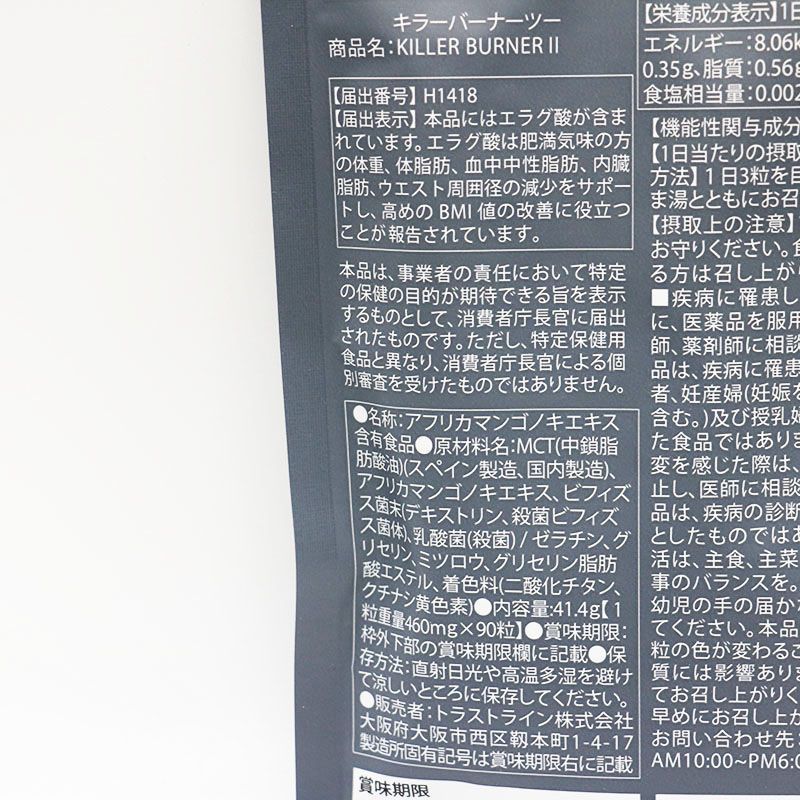 キラーバーナーツー
商品名：KILLER BURNER II
【届出番号】H1418
【届出表示】本品にはエラグ酸が含ま
れています。エラグ酸は肥満気味の方
の体重、体脂肪、血中中性脂肪、内臓
脂肪、ウエスト周囲径の減少をサポー
トし、高めのBMI値の改善に役立つ
ことが報告されています。
本品は、事業者の責任において特定
の保健の目的が期待できる旨を表示
するものとして、消費者庁長官に届出
されたものです。ただし、特定保健用
食品と異なり、消費者庁長官による個
別審査を受けたものではありません。
●名称：アフリカマンゴノキエキス
含有食品●原材料名：MCT(中鎖脂
肪酸油)(スペイン製造、国内製造)、
アフリカマンゴノキエキス、ビフィズ
ス菌末(デキストリン、殺菌ビフィズ
ス菌体)、乳酸菌(殺菌) / ゼラチン、グ
リセリン、ミツロウ、グリセリン脂肪
酸エステル、着色料(二酸化チタン、
クチナシ黄色素)●内容量:41.4g【1
粒重量460mg×90粒】●賞味期限：
枠外下部の賞味期限欄に記載●保
存方法：直射日光や高温多湿を避け
て涼しいところに保存してください。
●販売者：トラストライン株式会社
大阪府大阪市西区靱本町1-4-17
製造所固有記号は賞味期限右に記載
賞味期限
【栄養成分表示】1日
エネルギー：8.06k
0.35g、脂質：0.56g
食塩相当量：0.002
【機能性関与成分
【1日当たりの摂取
方法】1日3粒を目
ま湯とともにお召
【摂取上の注意】
お守りください。食
る方は召し上がり
■疾病に罹患し
に、医薬品を服用
師、薬剤師に相談
品は、疾病に罹患
者、妊産婦(妊娠を
含む。)及び授乳婦
た食品ではありま
変を感じた際は、
止し、医師に相談
品は、疾病の診断
としたものではあ
活は、主食、主菜
事のバランスを。
幼児の手の届か
てください。本品
粒の色が変わるこ
質には影響ありま
てお召し上がりく
早めにお召し上が
お問い合わせ先：
AM10:00~PM6:0